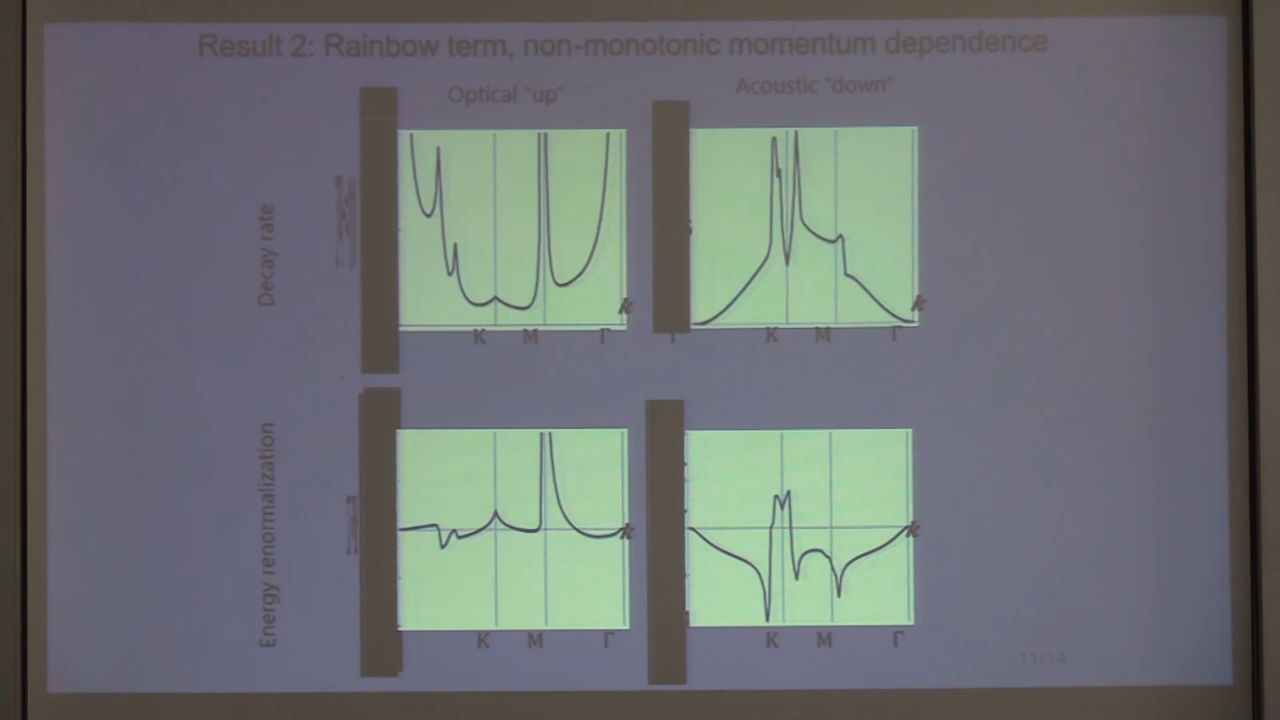 Result 2: Rainbow term, non-monotonic momentum dependence
Optical "up"
Acoustic "down"
Decay rate
k
k
K M Γ
Γ K M Γ
Energy renormalization
k
k
K M Γ
K M Γ
11/14